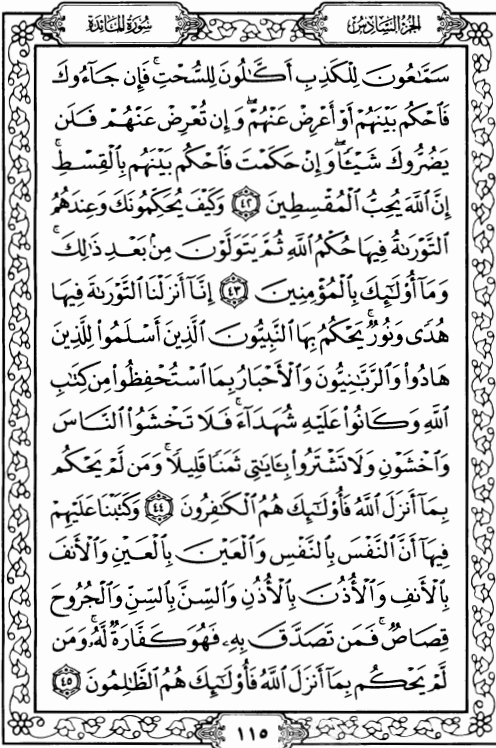 الجزء السادس
سورة المائدة
سَمَّٰعُونَ لِلْكَذِبِ أَكَّٰلُونَ لِلسُّحْتِۚ فَإِن جَآءُوكَ
فَٱحْكُم بَيْنَهُمْ أَوْ أَعْرِضْ عَنْهُمْۖ وَإِن تُعْرِضْ عَنْهُمْ فَلَن
يَضُرُّوكَ شَيْـًٔاۖ وَإِنْ حَكَمْتَ فَٱحْكُم بَيْنَهُم بِٱلْقِسْطِۚ
إِنَّ ٱللَّهَ يُحِبُّ ٱلْمُقْسِطِينَ ٤٢ وَكَيْفَ يُحَكِّمُونَكَ وَعِندَهُمُ
ٱلتَّوْرَىٰةُ فِيهَا حُكْمُ ٱللَّهِ ثُمَّ يَتَوَلَّوْنَ مِنۢ بَعْدِ ذَٰلِكَۚ
وَمَآ أُو۟لَٰٓئِكَ بِٱلْمُؤْمِنِينَ ٤٣ إِنَّآ أَنزَلْنَا ٱلتَّوْرَىٰةَ فِيهَا
هُدًى وَنُورٌۚ يَحْكُمُ بِهَا ٱلنَّبِيُّونَ ٱلَّذِينَ أَسْلَمُوا۟ لِلَّذِينَ
هَادُوا۟ وَٱلرَّبَّٰنِيُّونَ وَٱلْأَحْبَارُ بِمَا ٱسْتُحْفِظُوا۟ مِن كِتَٰبِ
ٱللَّهِ وَكَانُوا۟ عَلَيْهِ شُهَدَآءَۚ فَلَا تَخْشَوُا۟ ٱلنَّاسَ
وَٱخْشَوْنِ وَلَا تَشْتَرُوا۟ بِـَٔايَٰتِى ثَمَنًا قَلِيلًاۚ وَمَن لَّمْ يَحْكُم
بِمَآ أَنزَلَ ٱللَّهُ فَأُو۟لَٰٓئِكَ هُمُ ٱلْكَٰفِرُونَ ٤٤ وَكَتَبْنَا عَلَيْهِمْ
فِيهَآ أَنَّ ٱلنَّفْسَ بِٱلنَّفْسِ وَٱلْعَيْنَ بِٱلْعَيْنِ وَٱلْأَنفَ
بِٱلْأَنفِ وَٱلْأُذُنَ بِٱلْأُذُنِ وَٱلسِّنَّ بِٱلسِّنِّ وَٱلْجُرُوحَ
قِصَاصٌۚ فَمَن تَصَدَّقَ بِهِۦ فَهُوَ كَفَّارَةٌ لَّهُۥۚ وَمَن
لَّمْ يَحْكُم بِمَآ أَنزَلَ ٱللَّهُ فَأُو۟لَٰٓئِكَ هُمُ ٱلظَّٰلِمُونَ ٤٥
١١٥